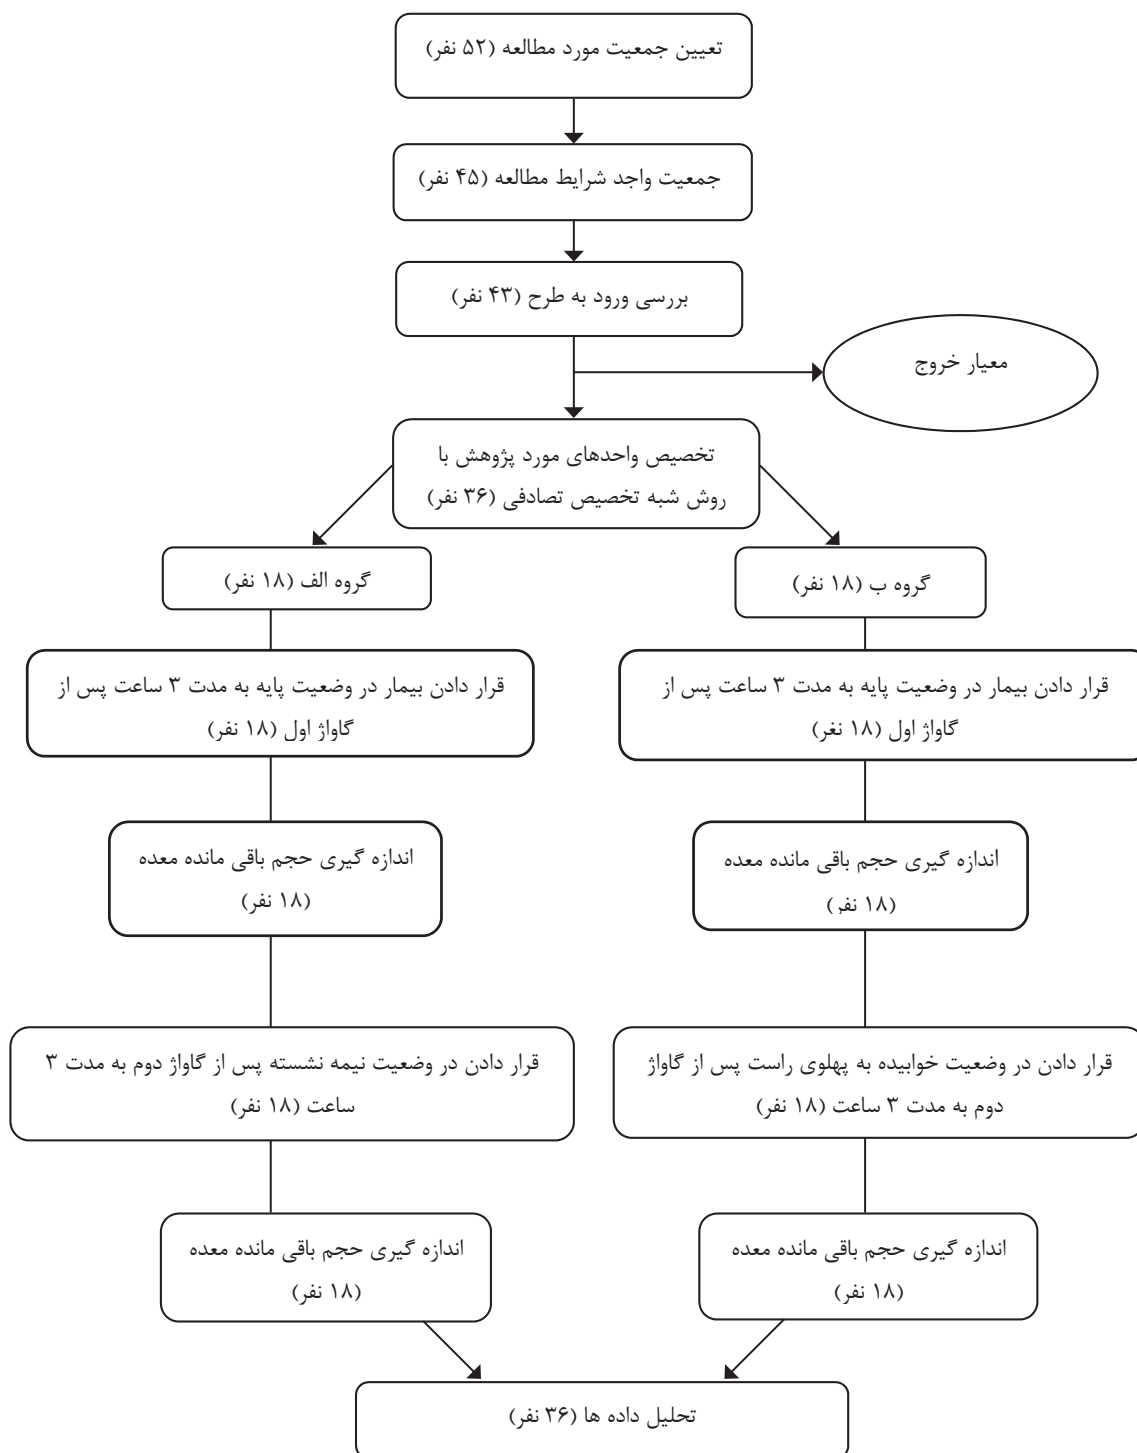 تعیین جمعیت مورد مطالعه (۵۲ نفر)
جمعیت واجد شرایط مطالعه (۴۵ نفر)
بررسی ورود به طرح (۴۳ نفر)
معیار خروج
تخصیص واحدهای مورد پژوهش با
روش شبه تخصیص تصادفی (۳۶ نفر)
گروه ب (۱۸ نفر)
گروه الف (۱۸ نفر)
قرار دادن بیمار در وضعیت پایه به مدت ۳ ساعت پس از
گاواژ اول (۱۸ نغر)
قرار دادن بیمار در وضعیت پایه به مدت ۳ ساعت پس از
گاواژ اول (۱۸ نفر)
اندازه گیری حجم باقی مانده معده
(۱۸ نفر)
اندازه گیری حجم باقی مانده معده
(۱۸ نفر)
قرار دادن در وضعیت خوابیده به پهلوی راست پس از گاواژ
دوم به مدت ۳ ساعت (۱۸ نفر)
قرار دادن در وضعیت نیمه نشسته پس از گاواژ دوم به مدت ۳
ساعت (۱۸ نفر)
اندازه گیری حجم باقی مانده معده
(۱۸ نفر)
اندازه گیری حجم باقی مانده معده
(۱۸ نفر)
تحلیل داده ها (۳۶ نفر)